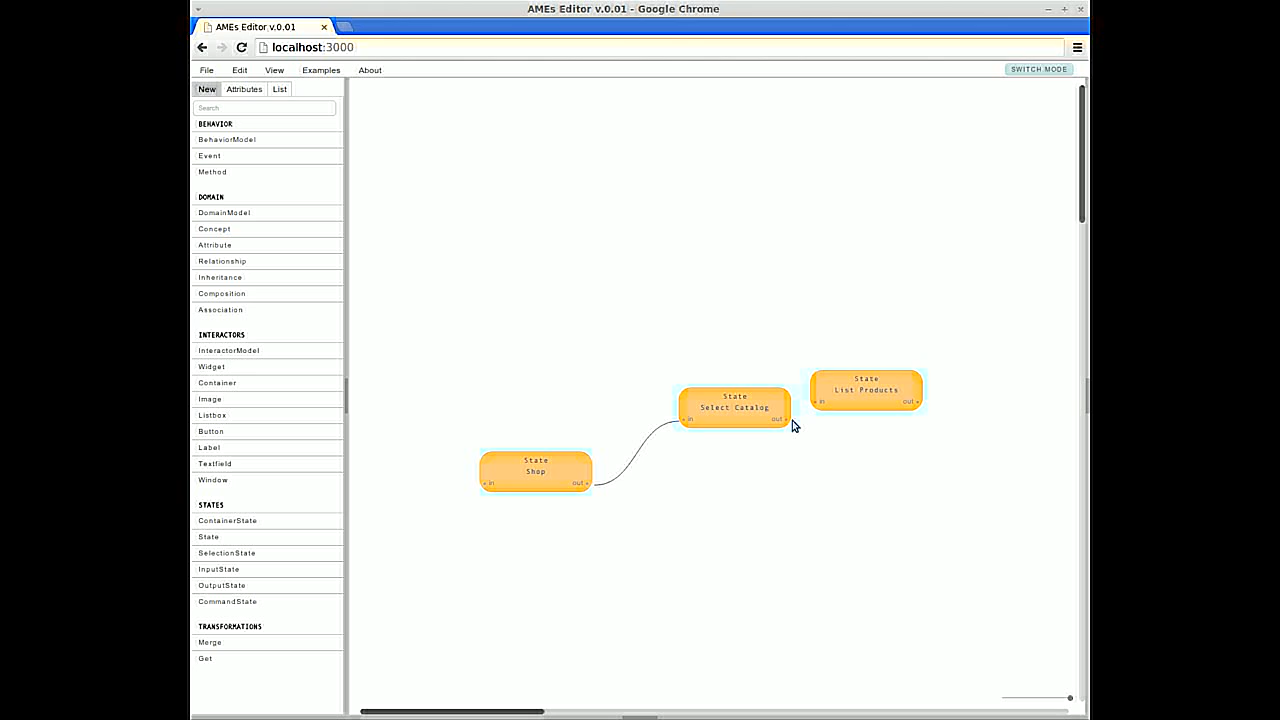 AMEs Editor v.0.01 - Google Chrome
AMEs Editor v.0.01
localhost:3000
File Edit View Examples About SWITCH MODE
New Attributes List
Search
BEHAVIOR
BehaviorModel
Event
Method
DOMAIN
DomainModel
Concept
Attribute
Relationship
Inheritance
Composition
Association
INTERACTORS
InteractorModel
Widget
Container
Image
Listbox
Button
Label
Textfield
Window
STATES
ContainerState
State
SelectionState
InputState
OutputState
CommandState
TRANSFORMATIONS
Merge
Get
State
List Products
in out
State
Select Catalog
in out
State
Shop
in out